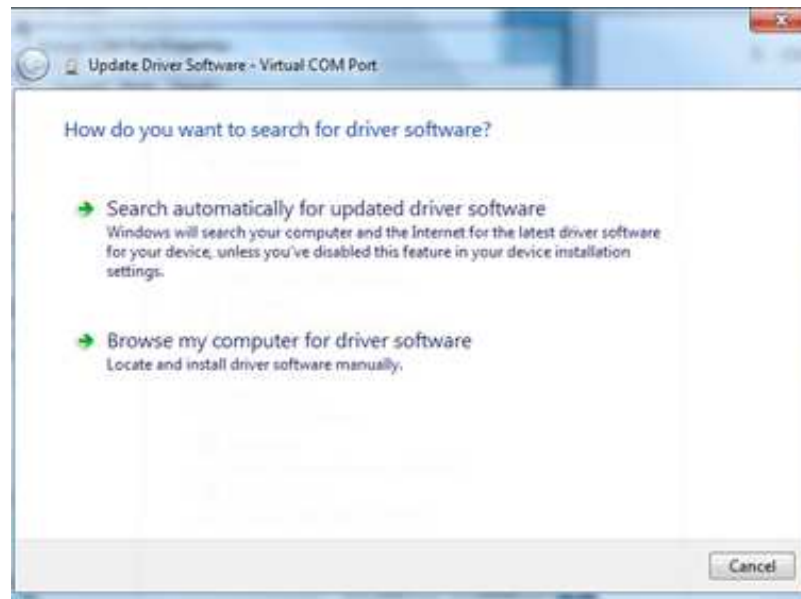 Update Driver Software - Virtual COM Port
How do you want to search for driver software?
Search automatically for updated driver software
Windows will search your computer and the Internet for the latest driver software
for your device, unless you've disabled this feature in your device installation
settings.
Browse my computer for driver software
Locate and install driver software manually.
Cancel